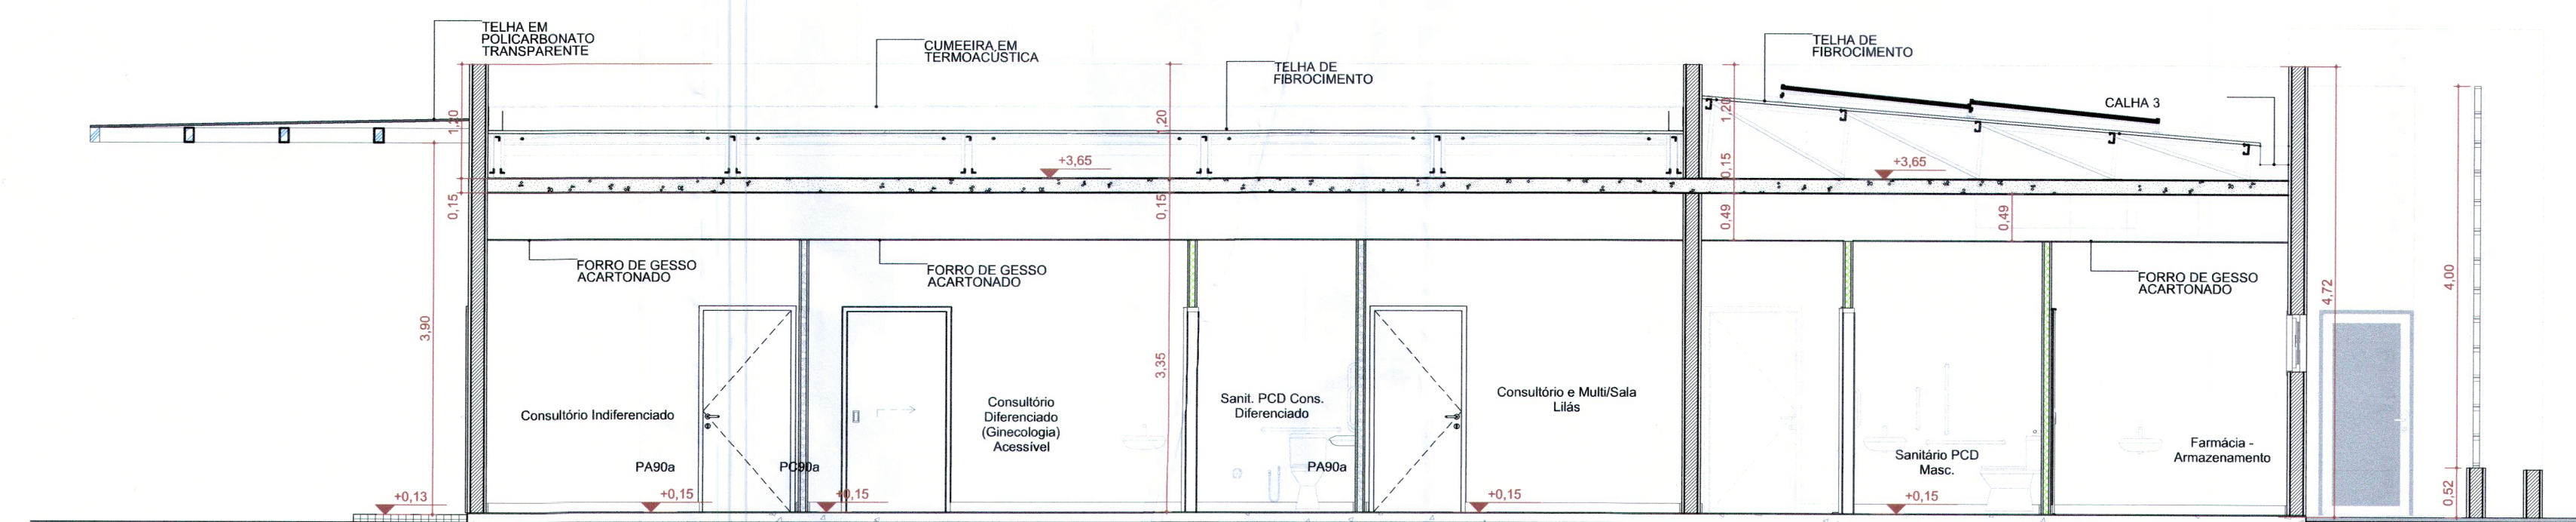 TELHA EM
POLICARBONATO
TRANSPARENTE
CUMEEIRA EM
TERMOACÚSTICA
TELHA DE
FIBROCIMENTO
TELHA DE
FIBROCIMENTO
CALHA 3
1,20
1,20
1,20
+3,65
+3,65
0,15
0,15
0,15
0,49
0,49
FORRO DE GESSO
ACARTONADO
FORRO DE GESSO
ACARTONADO
FORRO DE GESSO
ACARTONADO
3,90
3,35
4,72
4,00
0,52
Consultório Indiferenciado
Consultório
Diferenciado
(Ginecologia)
Acessível
Sanit. PCD Cons.
Diferenciado
Consultório e Multi/Sala
Lilás
Sanitário PCD
Masc.
Farmácia -
Armazenamento
PA90a
PC90a
PA90a
+0,13
+0,15
+0,15
+0,15
+0,15